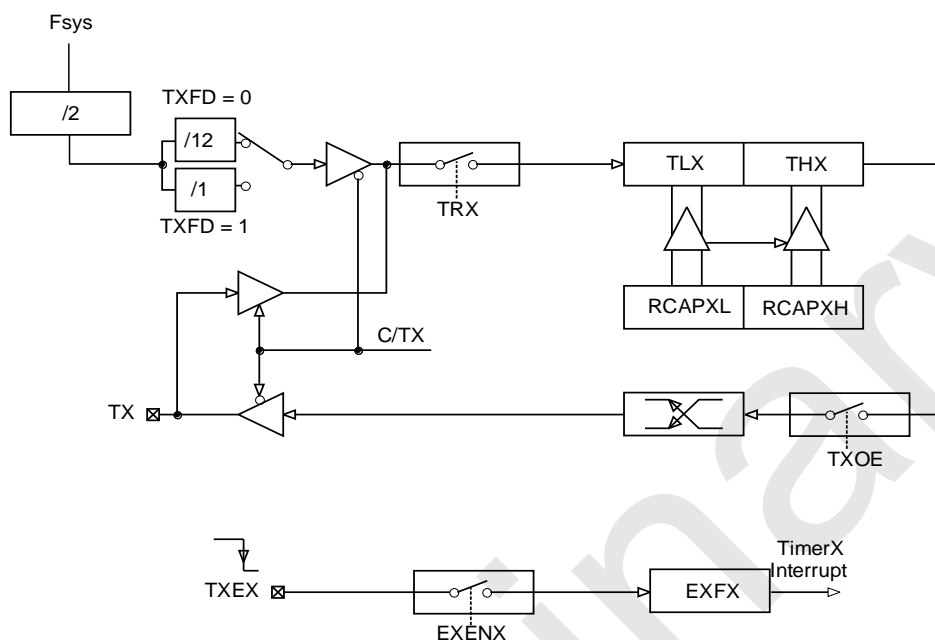 Fsys
/2
TXFD = 0
/12
/1
TXFD = 1
TRX
TLX
THX
RCAPXL
RCAPXH
C/TX
TX
TXOE
TXEX
EXENX
EXFX
TimerX
Interrupt